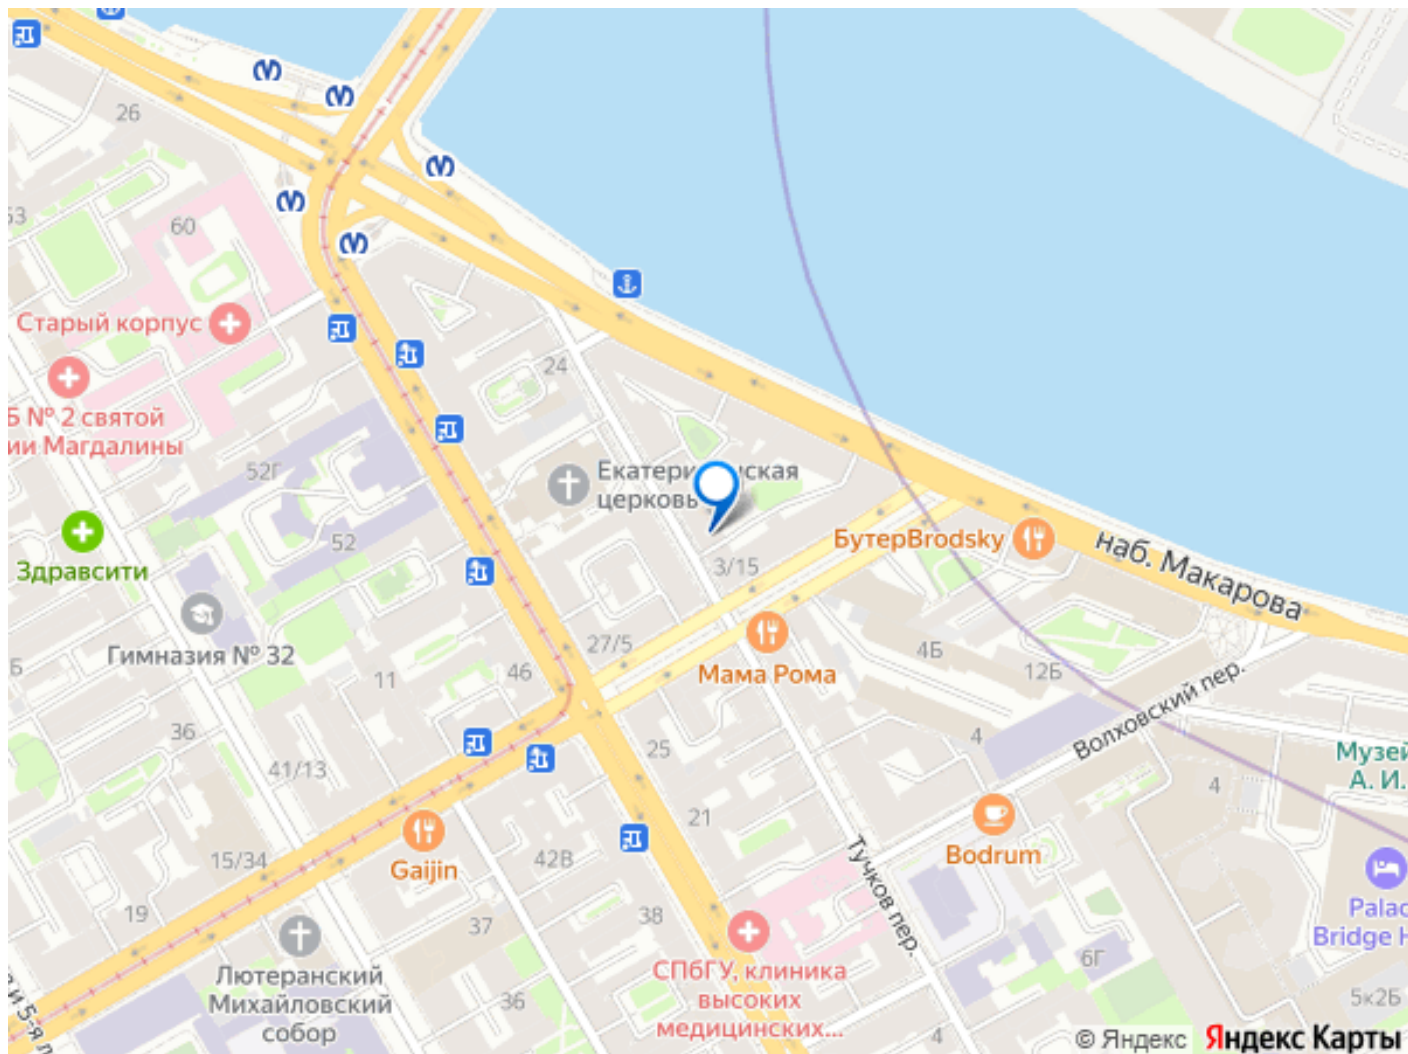 26
53
60
Старый корпус
24
Б № 2 святой
ии Магдалины
52Г
Екатери
ская
церковь
52
Здравсити
БутерBrodsky
наб. Макарова
3/15
Гимназия № 32
27/5
4Б
12Б
Мама Рома
46
11
Б
36
25
4
Волховский пер.
Музей
А. И.
41/13
4
21
15/34
Gaijin
42В
Тучков пер.
Bodrum
19
37
38
Palac
Bridge H
Лютеранский
Михайловский
собор
СПбГУ, клиника
высоких
медицинских...
6Г
36
5к2Б
4
и 5-я л
© Яндекс
Яндекс Карты